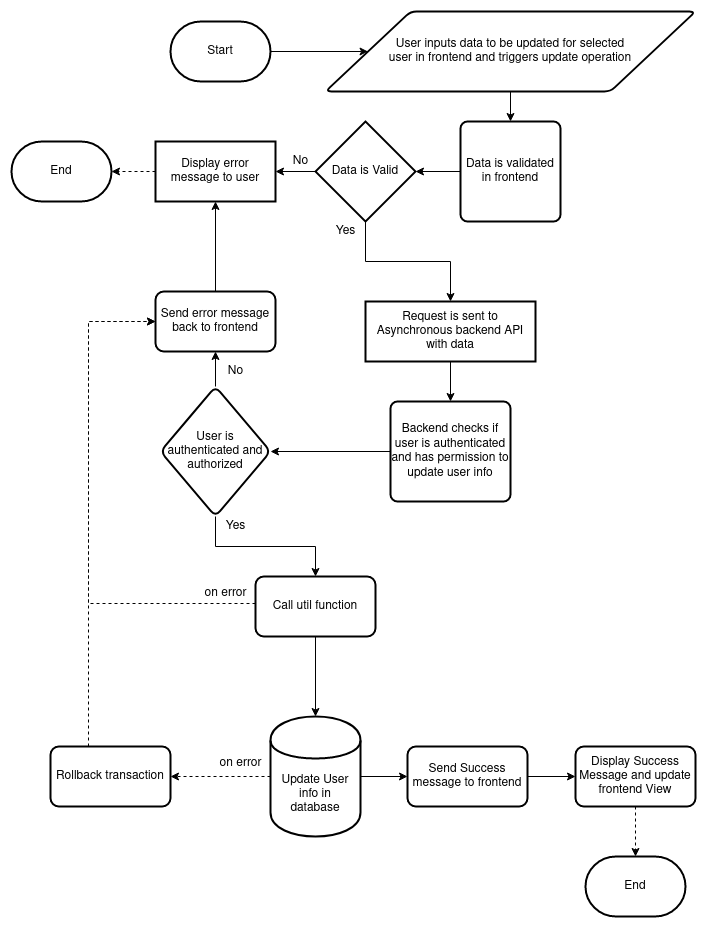 Start
User inputs data to be updated for selected
user in frontend and triggers update operation
End
Display error
message to user
No
Data is Valid
Data is validated
in frontend
Yes
Send error message
back to frontend
Request is sent to
Asynchronous backend API
with data
No
User is
authenticated and
authorized
Backend checks if
user is authenticated
and has permission to
update user info
Yes
on error
Call util function
Rollback transaction
on error
Update User
info in
database
Send Success
message to frontend
Display Success
Message and update
frontend View
End